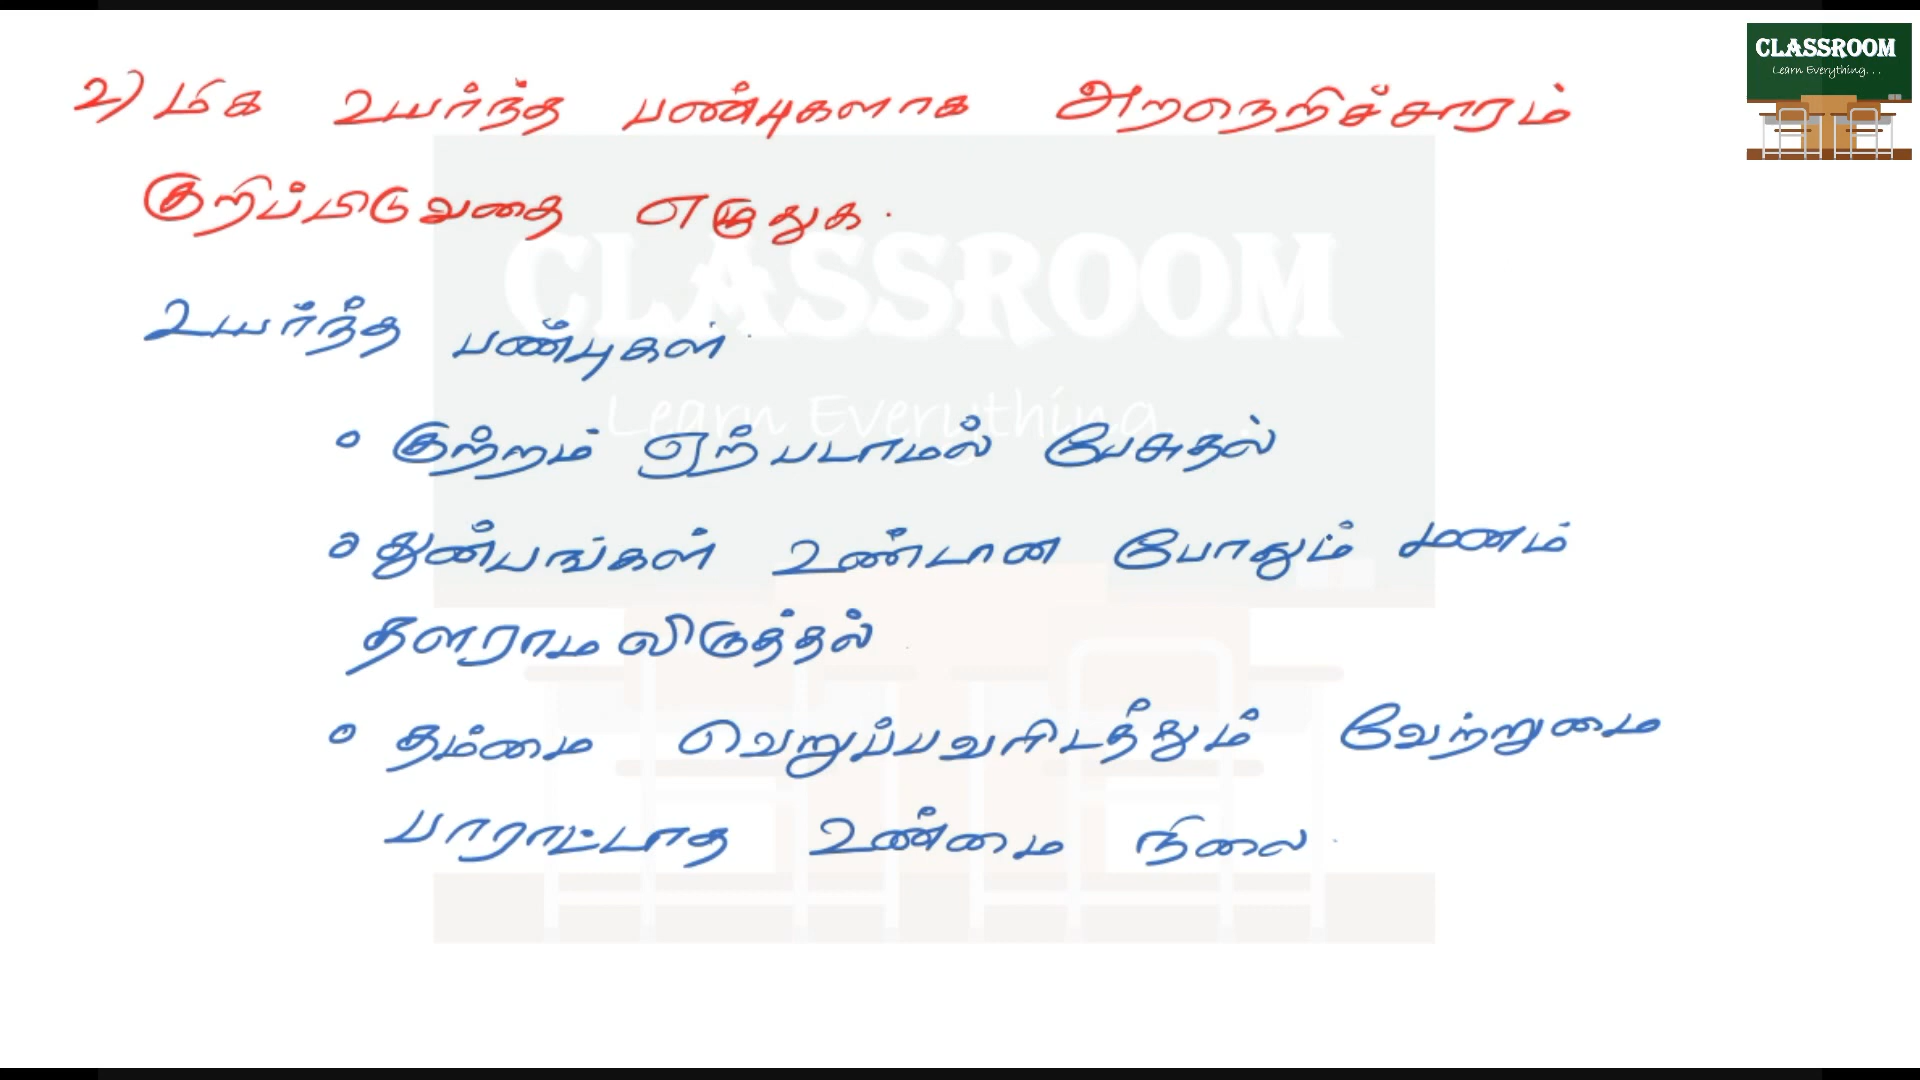 CLASSROOM
Learn Everything...
2) மிக உயர்ந்த பண்புகளாக அறநெறிச்சாரம்
குறிப்பிடுவதை எழுதுக.
உயர்ந்த பண்புகள்
CLASSROOM
Learn Everything...
• குற்றம் ஏற்படாமல் பேசுதல்
• துன்பங்கள் உண்டான போதும் மனம்
தளராமலிருத்தல்
• தம்மை வெறுப்பவரிடத்தும் வேற்றுமை
பாராட்டாத உண்மை நிலை.